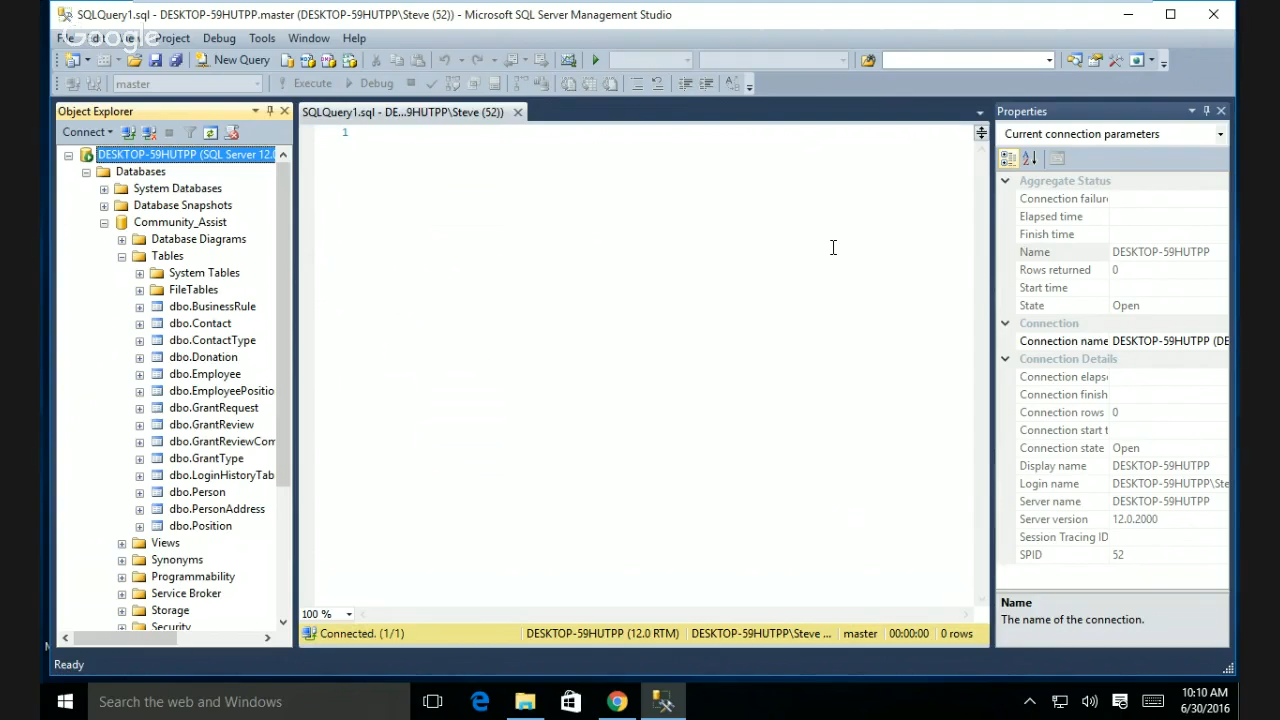 SQLQuery1.sql - DESKTOP-59HUTPP.master (DESKTOP-59HUTPP\Steve (52)) - Microsoft SQL Server Management Studio
Google
Project Debug Tools Window Help
New Query
master Execute Debug
Object Explorer
Connect
DESKTOP-59HUTPP (SQL Server 12.0
Databases
System Databases
Database Snapshots
Community_Assist
Database Diagrams
Tables
System Tables
FileTables
dbo.BusinessRule
dbo.Contact
dbo.ContactType
dbo.Donation
dbo.Employee
dbo.EmployeePositio
dbo.GrantRequest
dbo.GrantReview
dbo.GrantReviewCom
dbo.GrantType
dbo.LoginHistoryTab
dbo.Person
dbo.PersonAddress
dbo.Position
Views
Synonyms
Programmability
Service Broker
Storage
Security
SQLQuery1.sql - DE...9HUTPP\Steve (52))
1
100 %
Connected. (1/1) DESKTOP-59HUTPP (12.0 RTM) DESKTOP-59HUTPP\Steve ... master 00:00:00 0 rows
Properties
Current connection parameters
Aggregate Status
Connection failur
Elapsed time
Finish time
Name DESKTOP-59HUTPP
Rows returned 0
Start time
State Open
Connection
Connection name DESKTOP-59HUTPP (DE
Connection Details
Connection elaps
Connection finish
Connection rows 0
Connection start t
Connection state Open
Display name DESKTOP-59HUTPP
Login name DESKTOP-59HUTPP\Ste
Server name DESKTOP-59HUTPP
Server version 12.0.2000
Session Tracing ID
SPID 52
Name
The name of the connection.
Ready
Search the web and Windows
10:10 AM
6/30/2016